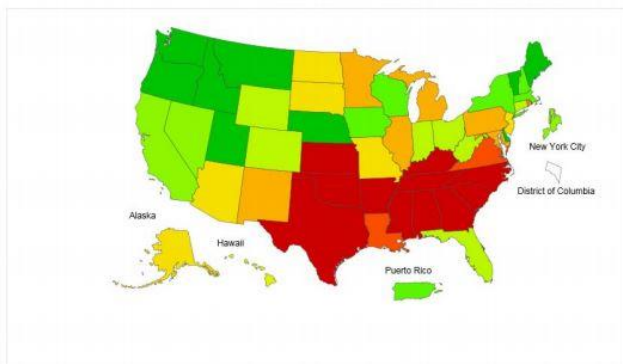 New York City
District of Columbia
Alaska
Hawaii
Puerto Rico